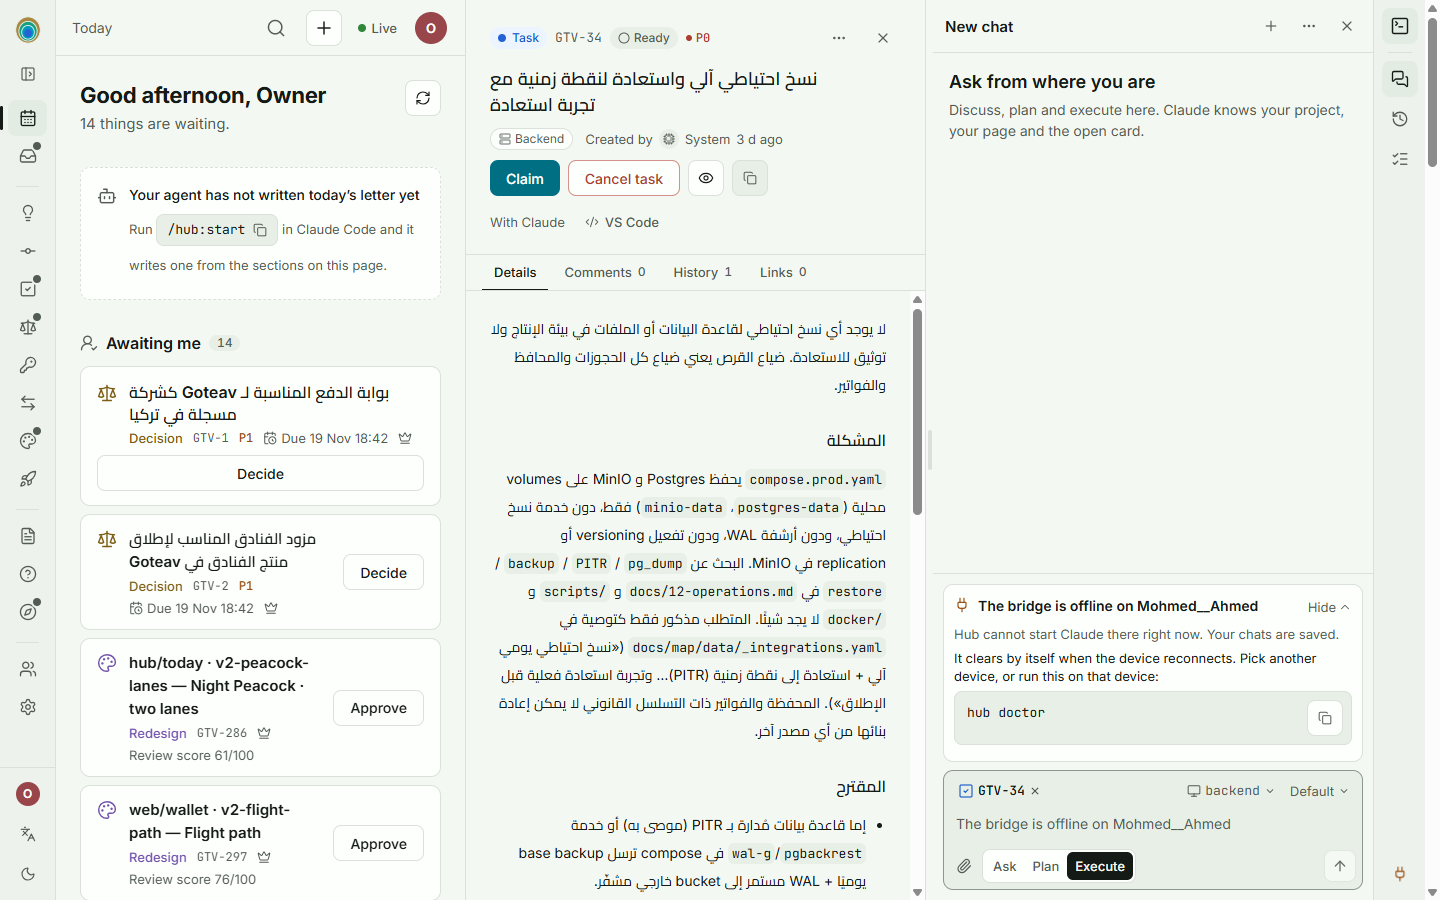 Today
Live
O
Good afternoon, Owner
14 things are waiting.
Your agent has not written today's letter yet
Run /hub:start in Claude Code and it
writes one from the sections on this page.
Awaiting me 14
بوابة الدفع المناسبة لـ Goteav كشركة
مسجلة في تركيا
Decision GTV-1 P1 Due 19 Nov 18:42
Decide
مزود الفنادق المناسب لإطلاق
منتج الفنادق في Goteav
Decision GTV-2 P1
Due 19 Nov 18:42
Decide
hub/today · v2-peacock-
lanes — Night Peacock ·
two lanes
Redesign GTV-286
Review score 61/100
Approve
web/wallet · v2-flight-
path — Flight path
Redesign GTV-297
Review score 76/100
Approve
O
Task GTV-34 Ready P0
نسخ احتياطي آلي واستعادة لنقطة زمنية مع
تجربة استعادة
Backend Created by System 3 d ago
Claim Cancel task
With Claude VS Code
Details Comments 0 History 1 Links 0
لا يوجد أي نسخ احتياطي لقاعدة البيانات أو الملفات في بيئة الإنتاج ولا
توثيق للاستعادة. ضياع القرص يعني ضياع كل الحجوزات والمحافظ
والفواتير.
المشكلة
compose.prod.yaml يحفظ Postgres و MinIO على volumes
محلية (postgres-data، minio-data) فقط، دون خدمة نسخ
احتياطي، ودون أرشفة WAL، ودون تفعيل versioning أو
replication في MinIO. البحث عن pg_dump / PITR / backup /
restore في docs/12-operations.md و scripts/ و
docker/ لا يجد شيئًا. المتطلب مذكور فقط كتوصية في
docs/map/data/_integrations.yaml («نسخ احتياطي يومي
آلي + استعادة إلى نقطة زمنية (PITR)... وتجربة استعادة فعلية قبل
الإطلاق»). المحفظة والفواتير ذات التسلسل القانوني لا يمكن إعادة
بنائها من أي مصدر آخر.
المقترح
• إما قاعدة بيانات مُدارة بـ PITR (موصى به) أو خدمة
pgbackrest/wal-g في compose ترسل base backup
يوميًا + WAL مستمر إلى bucket خارجي مشفّر.
New chat
Ask from where you are
Discuss, plan and execute here. Claude knows your project,
your page and the open card.
The bridge is offline on Mohmed__Ahmed Hide
Hub cannot start Claude there right now. Your chats are saved.
It clears by itself when the device reconnects. Pick another
device, or run this on that device:
hub doctor
GTV-34 × backend Default
The bridge is offline on Mohmed__Ahmed
Ask Plan Execute